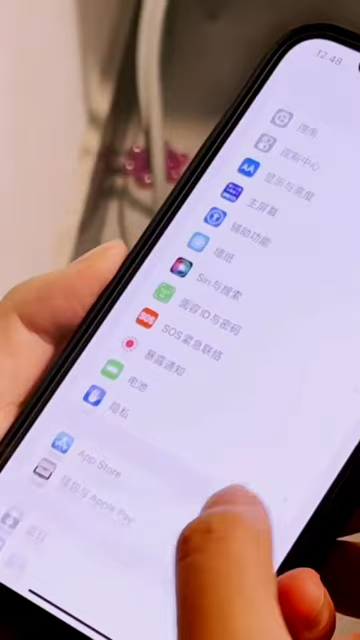 12:48
通用
控制中心
显示与亮度
主屏幕
辅助功能
墙纸
Siri与搜索
面容ID与密码
SOS紧急联络
暴露通知
电池
隐私
App Store
钱包与Apple Pay
密码